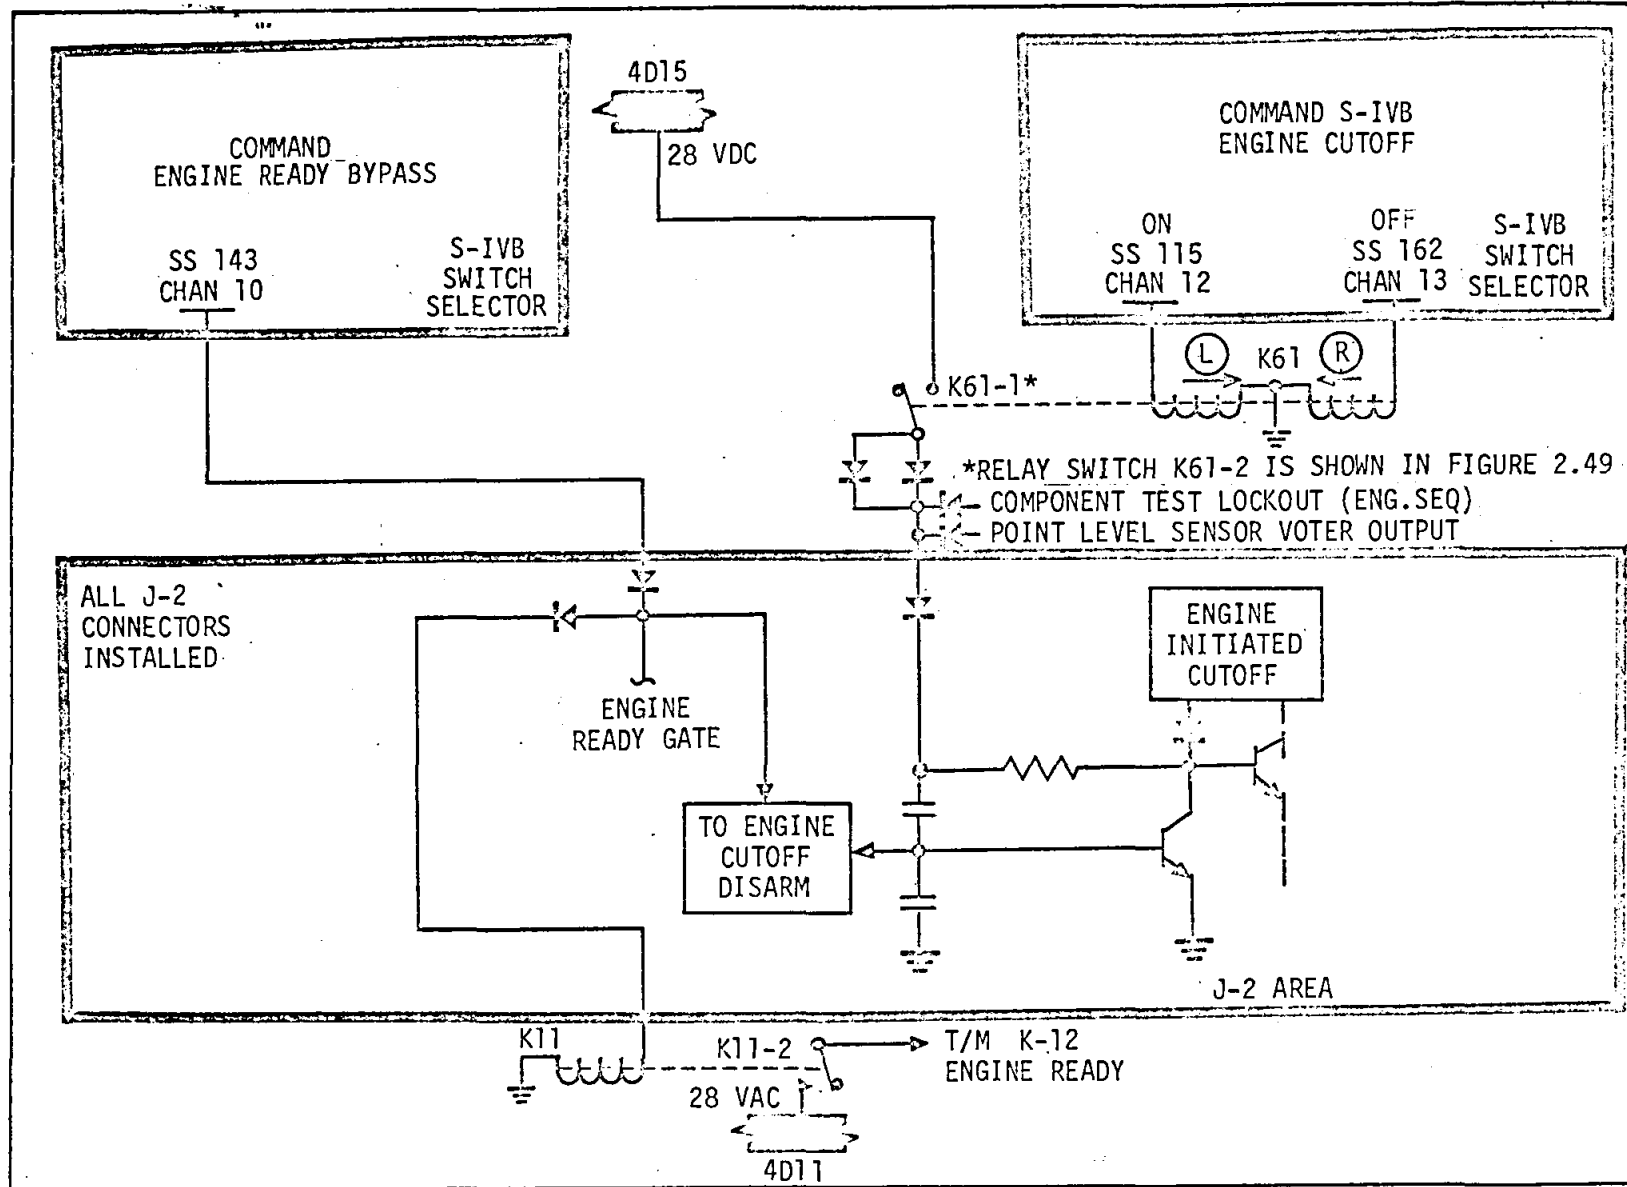 COMMAND
ENGINE READY BYPASS
SS 143
CHAN 10
S-IVB
SWITCH
SELECTOR
4D15
28 VDC
COMMAND S-IVB
ENGINE CUTOFF
ON
SS 115
CHAN 12
OFF
SS 162
CHAN 13
S-IVB
SWITCH
SELECTOR
L
K61
R
K61-1*
*RELAY SWITCH K61-2 IS SHOWN IN FIGURE 2.49
COMPONENT TEST LOCKOUT (ENG.SEQ)
POINT LEVEL SENSOR VOTER OUTPUT
ALL J-2
CONNECTORS
INSTALLED
ENGINE
READY GATE
TO ENGINE
CUTOFF
DISARM
ENGINE
INITIATED
CUTOFF
J-2 AREA
K11
K11-2
T/M K-12
ENGINE READY
28 VAC
4D11